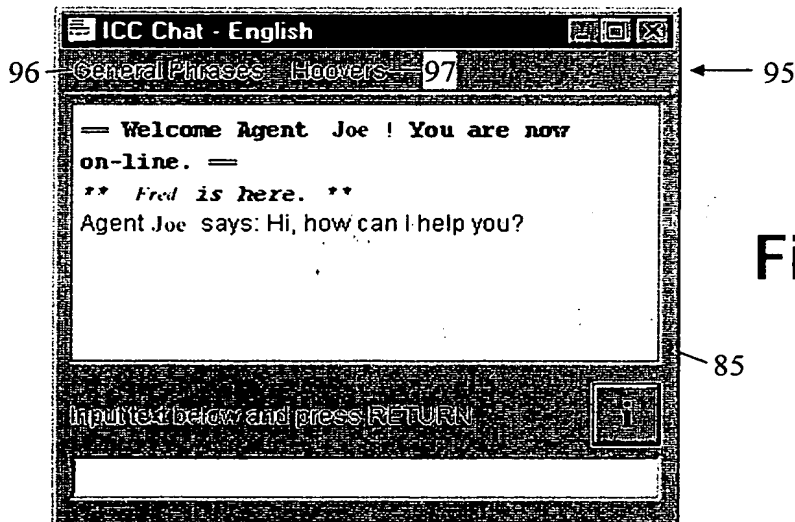 ICC Chat - English
96 General Phrases Hoovers 97 95
== Welcome Agent Joe ! You are now
on-line. ==
** Fred is here. **
Agent Joe says: Hi, how can I help you?
Fi
85
Input text below and press RETURN
i